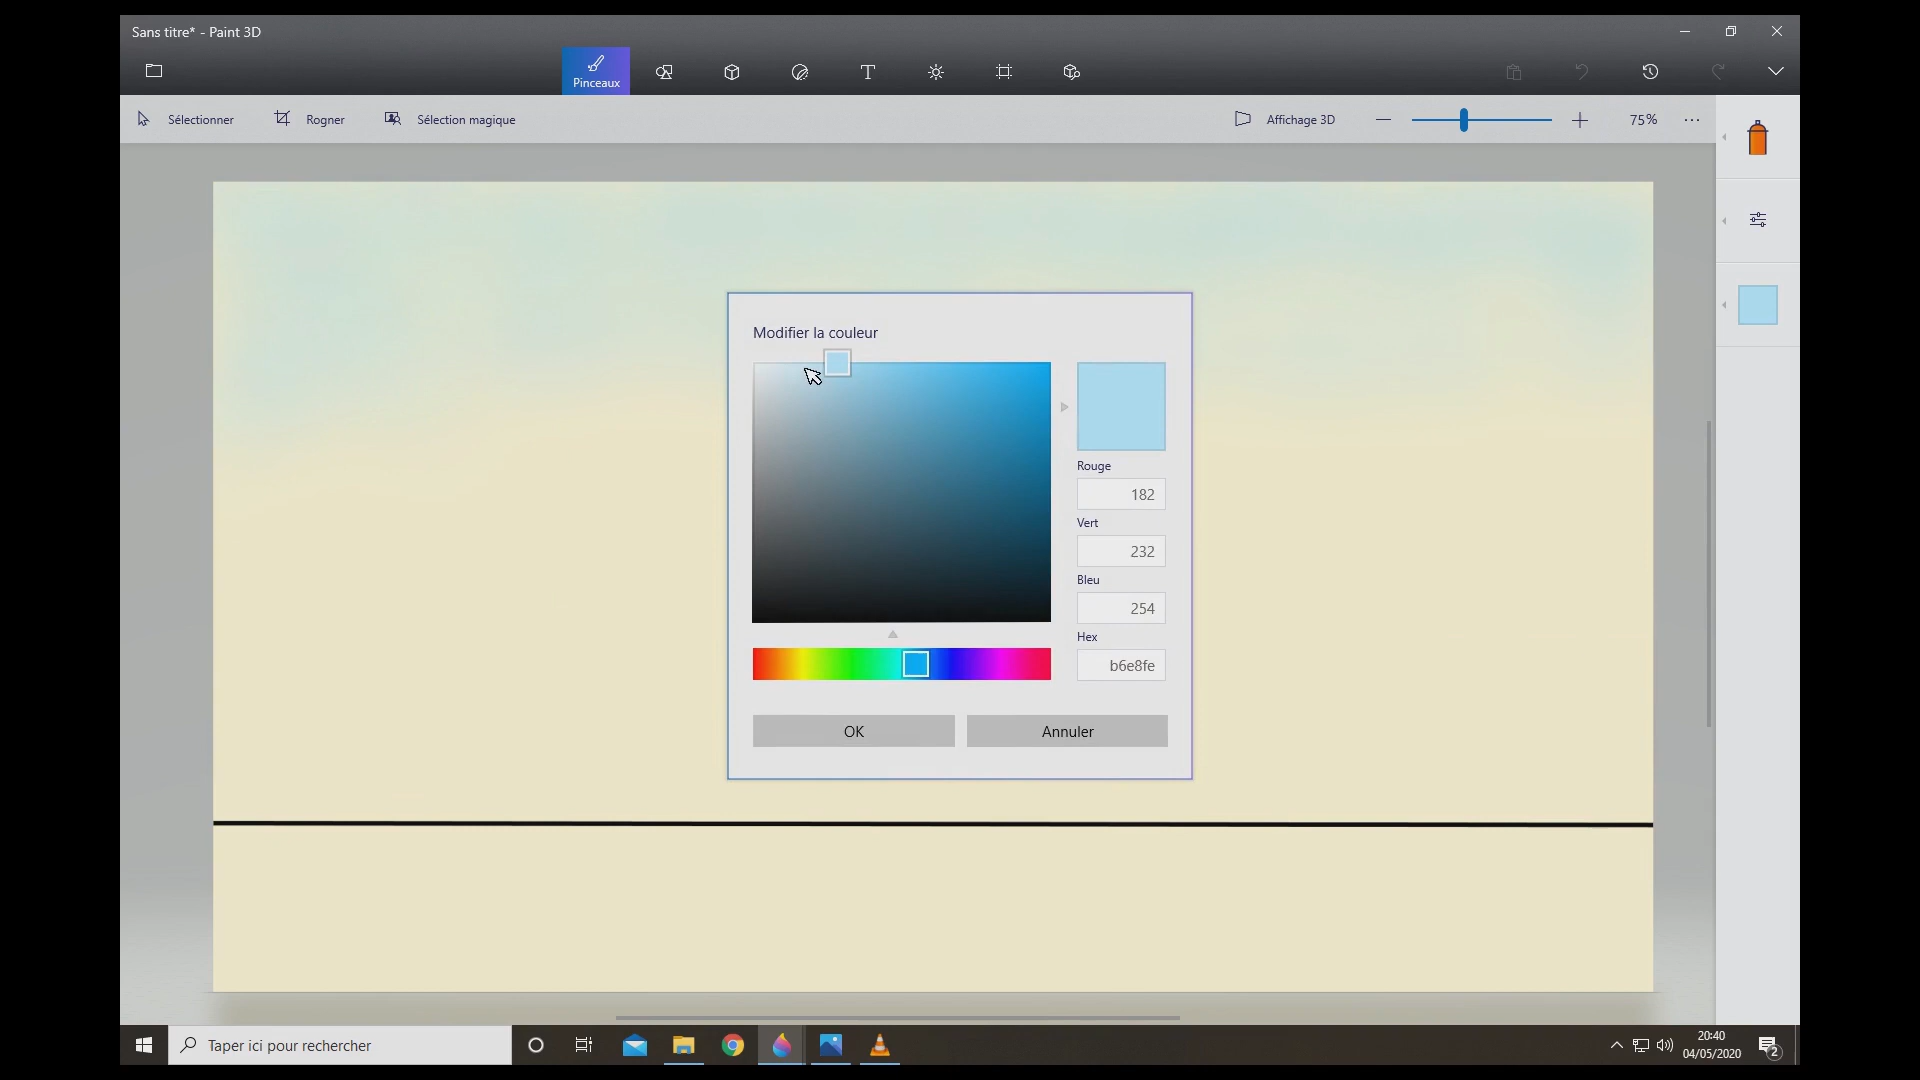 Sans titre* - Paint 3D
Pinceaux
Sélectionner
Rogner
Sélection magique
Affichage 3D
75%
Modifier la couleur
Rouge
182
Vert
232
Bleu
254
Hex
b6e8fe
OK
Annuler
Taper ici pour rechercher
20:40
04/05/2020
2